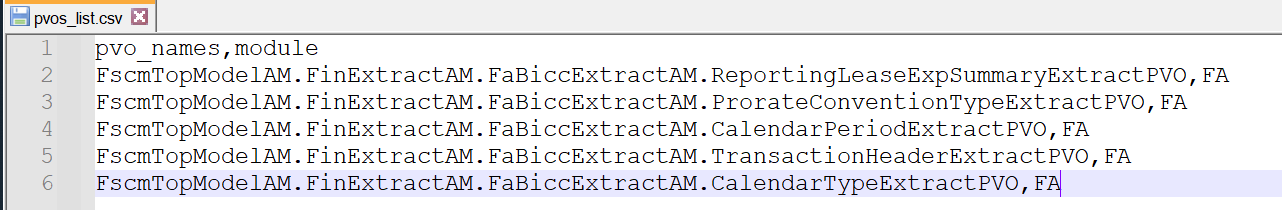 pvos_list.csv
1 pvo_names,module
2 FscmTopModelAM.FinExtractAM.FaBiccExtractAM.ReportingLeaseExpSummaryExtractPVO,FA
3 FscmTopModelAM.FinExtractAM.FaBiccExtractAM.ProrateConventionTypeExtractPVO,FA
4 FscmTopModelAM.FinExtractAM.FaBiccExtractAM.CalendarPeriodExtractPVO,FA
5 FscmTopModelAM.FinExtractAM.FaBiccExtractAM.TransactionHeaderExtractPVO,FA
6 FscmTopModelAM.FinExtractAM.FaBiccExtractAM.CalendarTypeExtractPVO,FA